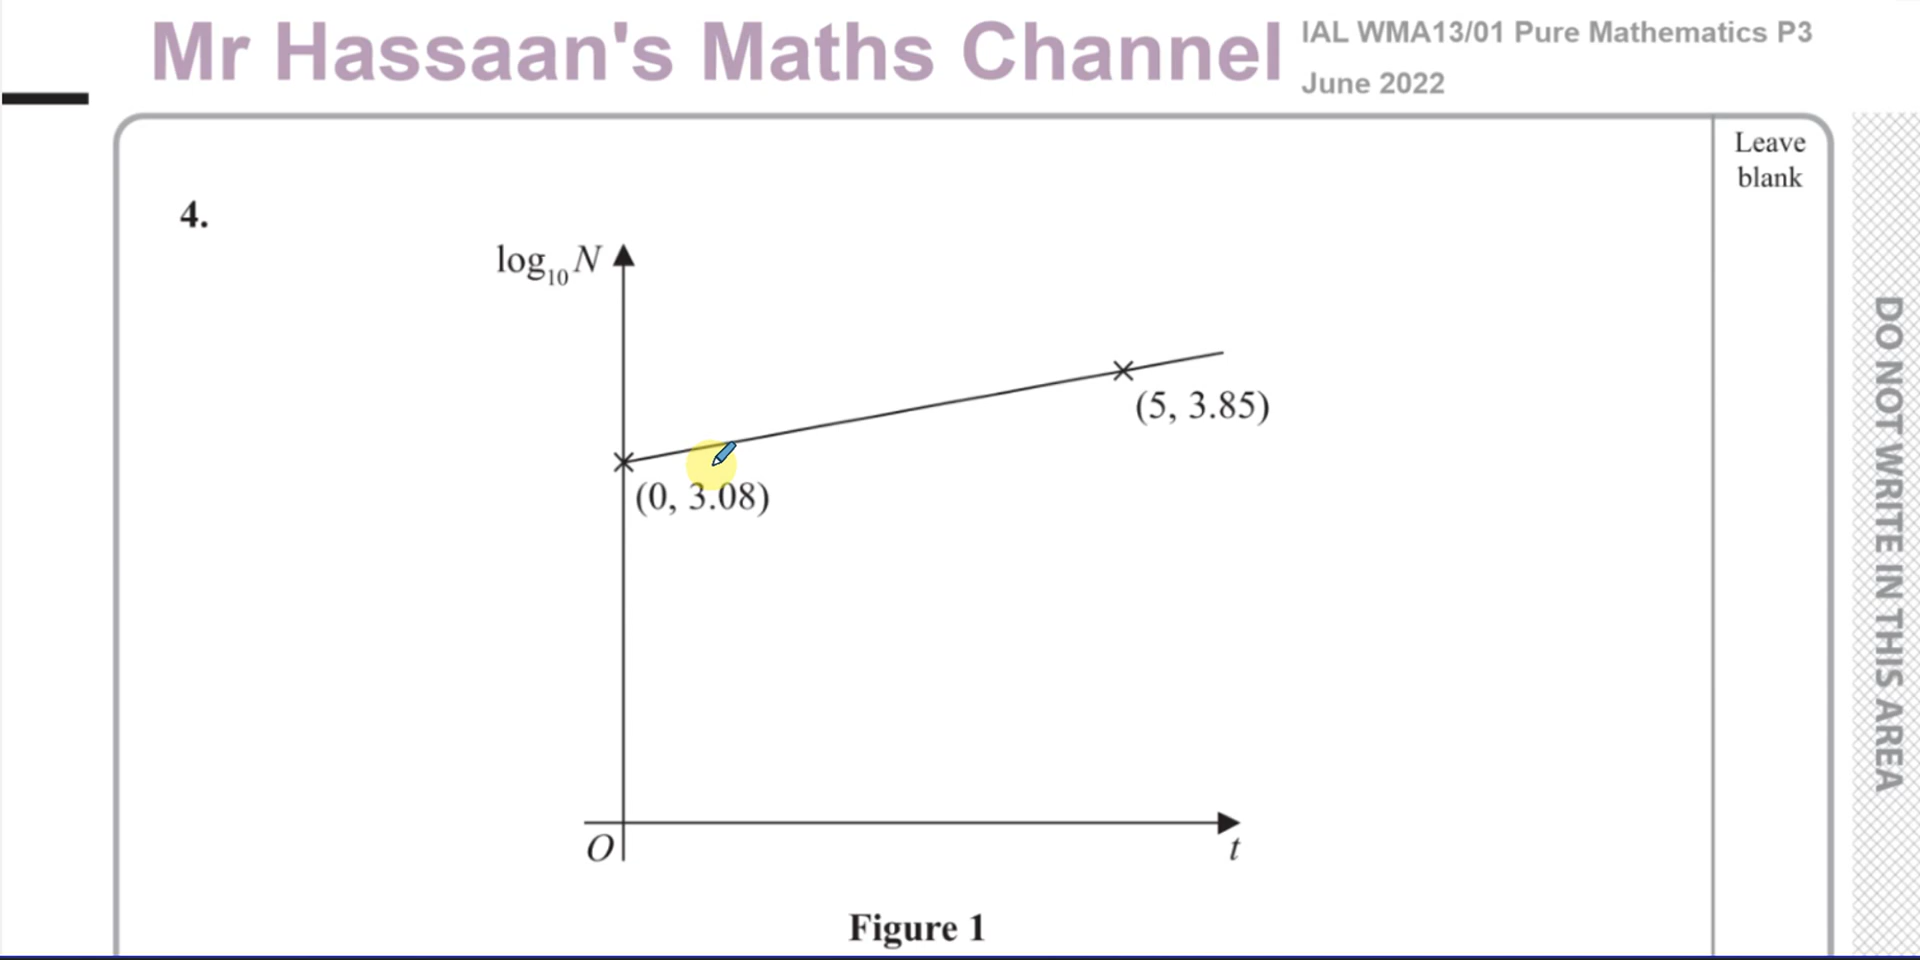 Mr Hassaan's Maths Channel
IAL WMA13/01 Pure Mathematics P3
June 2022
Leave
blank
4.
log₁₀ N
(5, 3.85)
(0, 3.08)
O
t
Figure 1
DO NOT WRITE IN THIS AREA